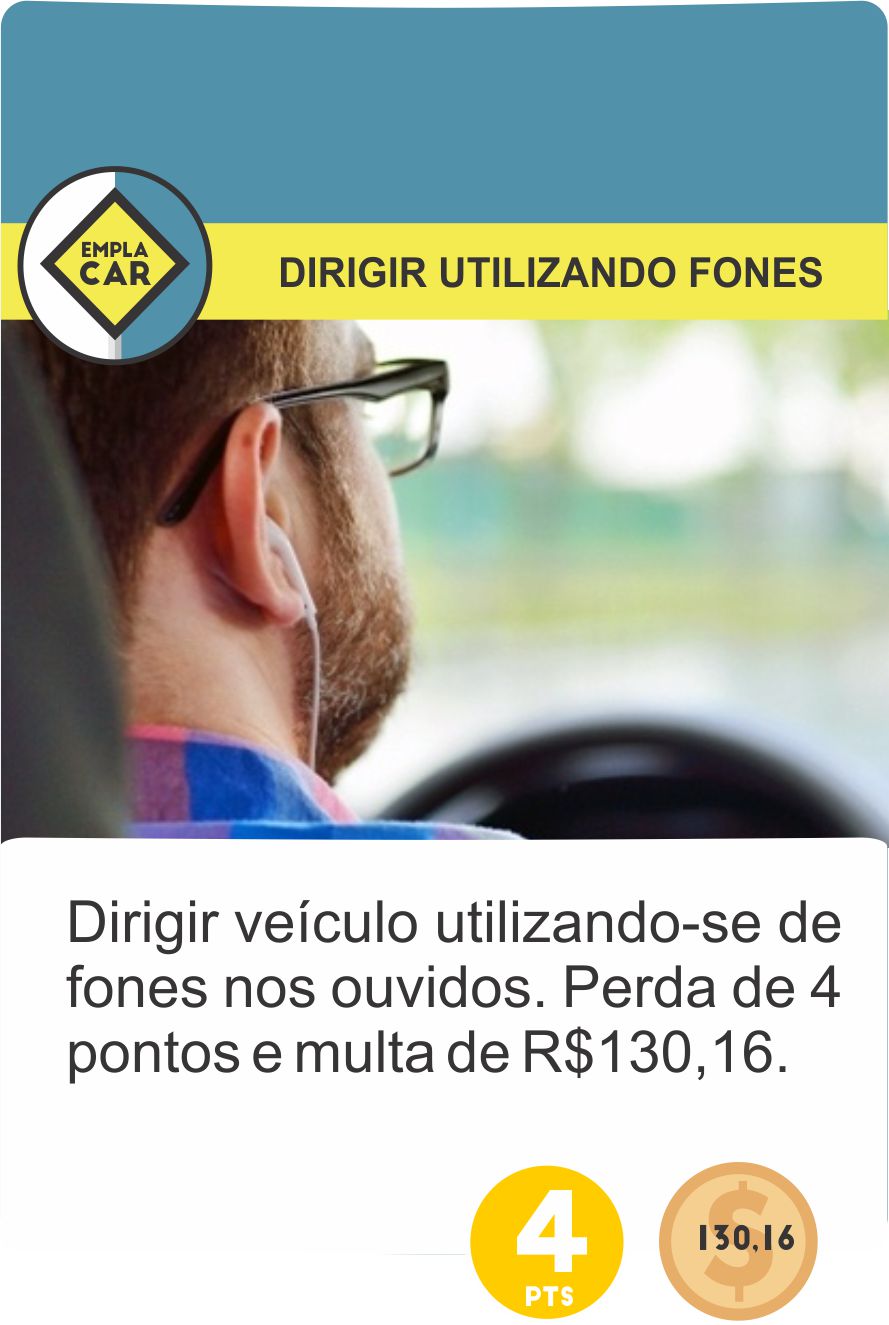 EMPLA
CAR
DIRIGIR UTILIZANDO FONES
Dirigir veículo utilizando-se de
fones nos ouvidos. Perda de 4
pontos e multa de R$130,16.
4
PTS
$
130,16